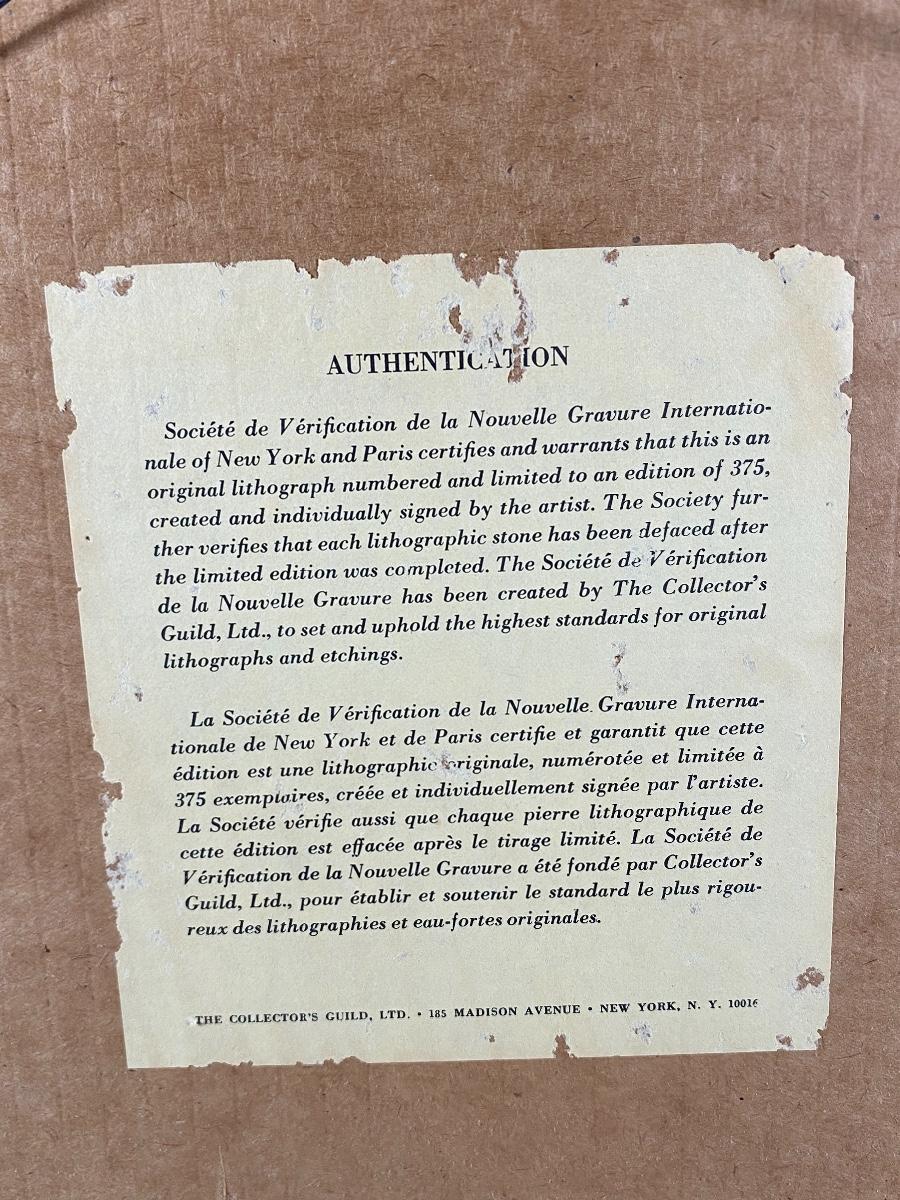 AUTHENTICATION
Société de Vérification de la Nouvelle Gravure Internatio-
nale of New York and Paris certifies and warrants that this is an
original lithograph numbered and limited to an edition of 375,
created and individually signed by the artist. The Society fur-
ther verifies that each lithographic stone has been defaced after
the limited edition was completed. The Société de Vérification
de la Nouvelle Gravure has been created by The Collector's
Guild, Ltd., to set and uphold the highest standards for original
lithographs and etchings.
La Société de Vérification de la Nouvelle Gravure Interna-
tionale de New York et de Paris certifie et garantit que cette
édition est une lithographie originale, numérotée et limitée à
375 exemplaires, créée et individuellement signée par l'artiste.
La Société vérifie aussi que chaque pierre lithographique de
cette édition est effacée après le tirage limité. La Société de
Vérification de la Nouvelle Gravure a été fondé par Collector's
Guild, Ltd., pour établir et soutenir le standard le plus rigou-
reux des lithographies et eau-fortes originales.
THE COLLECTOR'S GUILD, LTD. • 185 MADISON AVENUE • NEW YORK, N. Y. 10016